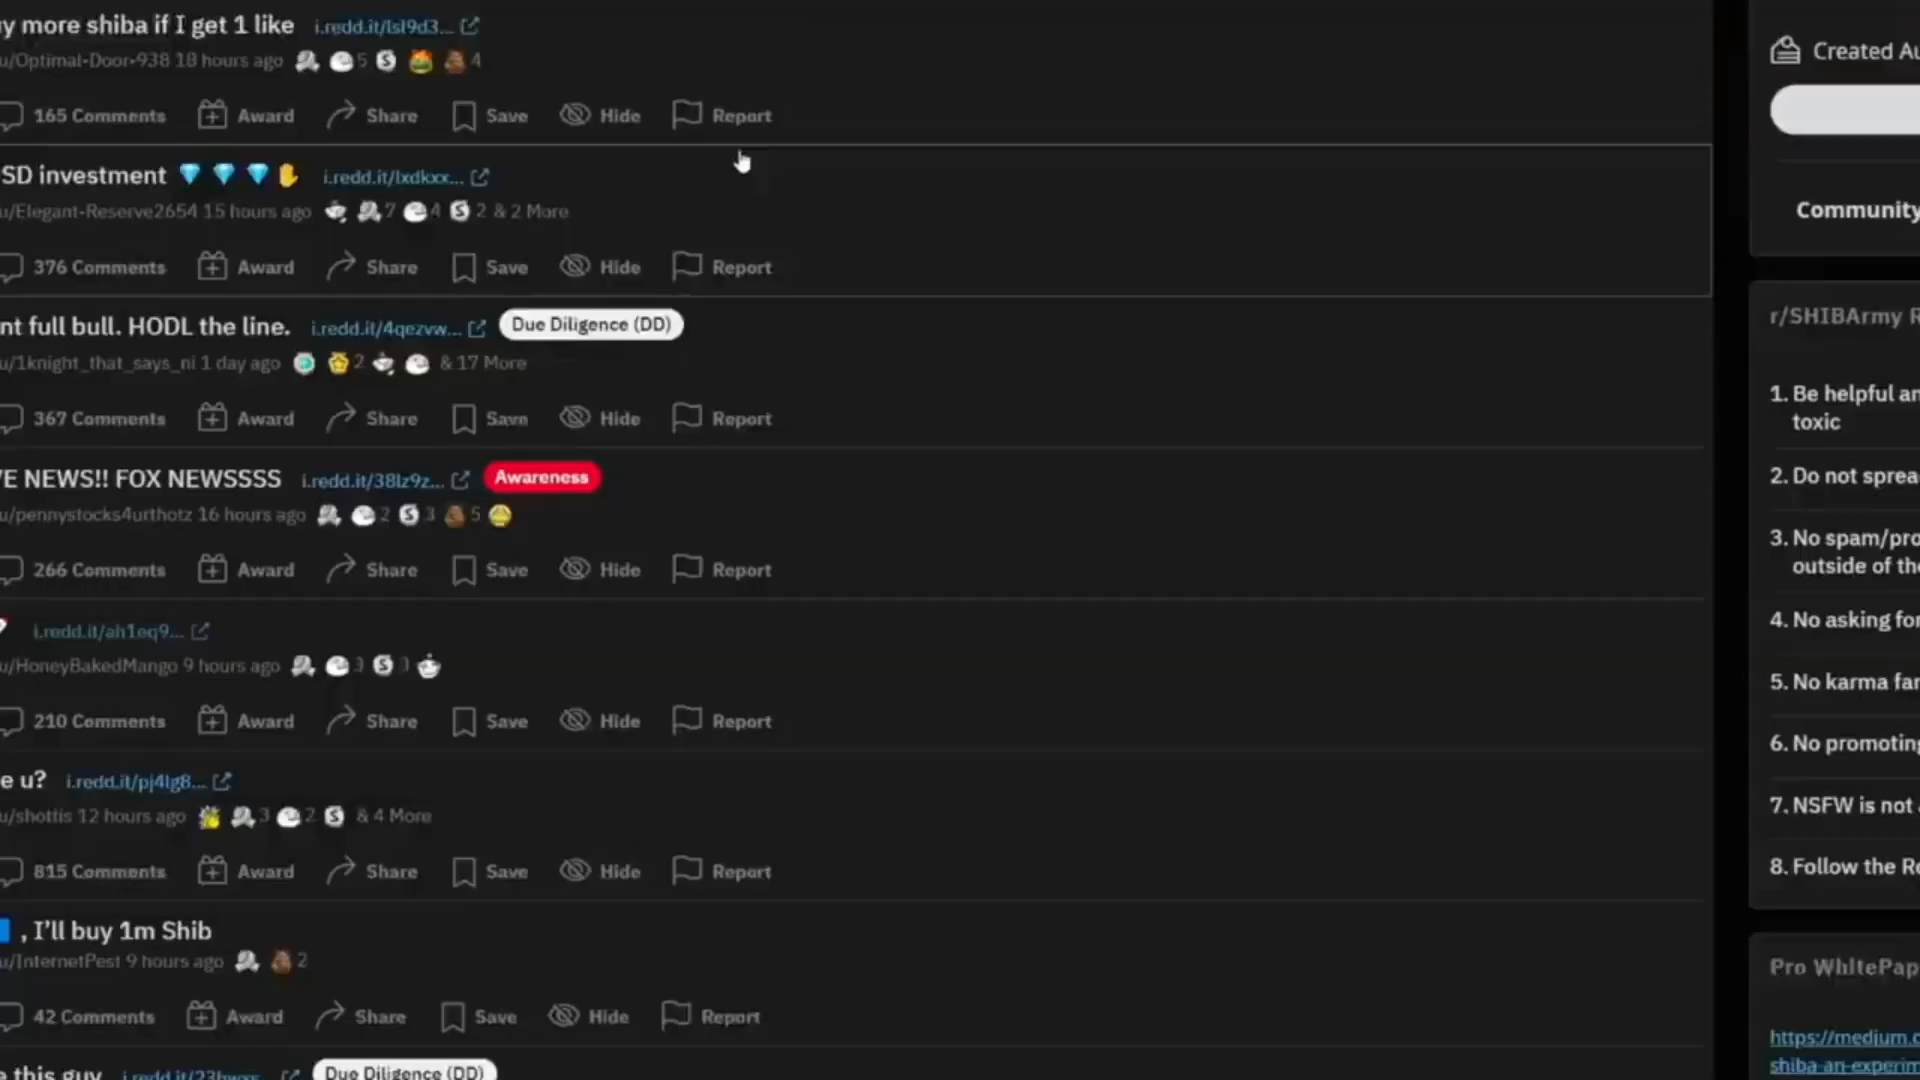 y more shiba if I get 1 like i.redd.it/lsl9d3...
u/Optimal-Door-938 18 hours ago 5 4
165 Comments Award Share Save Hide Report
SD investment 💎 💎 💎 ✋ i.redd.it/lxdkxx...
u/Elegant-Reserve2654 15 hours ago 7 4 2 & 2 More
376 Comments Award Share Save Hide Report
nt full bull. HODL the line. i.redd.it/4qezvw... Due Diligence (DD)
u/1knight_that_says_ni 1 day ago 2 & 17 More
367 Comments Award Share Save Hide Report
VE NEWS!! FOX NEWSSSS i.redd.it/38lz9z... Awareness
u/pennystocks4urthotz 16 hours ago 2 3 5
266 Comments Award Share Save Hide Report
i.redd.it/ah1eq9...
u/HoneyBakedMango 9 hours ago 3 3
210 Comments Award Share Save Hide Report
e u? i.redd.it/pj4lg8...
u/shottis 12 hours ago 3 2 & 4 More
815 Comments Award Share Save Hide Report
, I'll buy 1m Shib
u/InternetPest 9 hours ago 2
42 Comments Award Share Save Hide Report
e this guy Due Diligence (DD)
Created Au
Community
r/SHIBArmy R
1. Be helpful an
toxic
2. Do not sprea
3. No spam/pro
outside of the
4. No asking for
5. No karma far
6. No promoting
7. NSFW is not
8. Follow the Re
Pro WhitePap
https://medium.c
shiba-an-experim